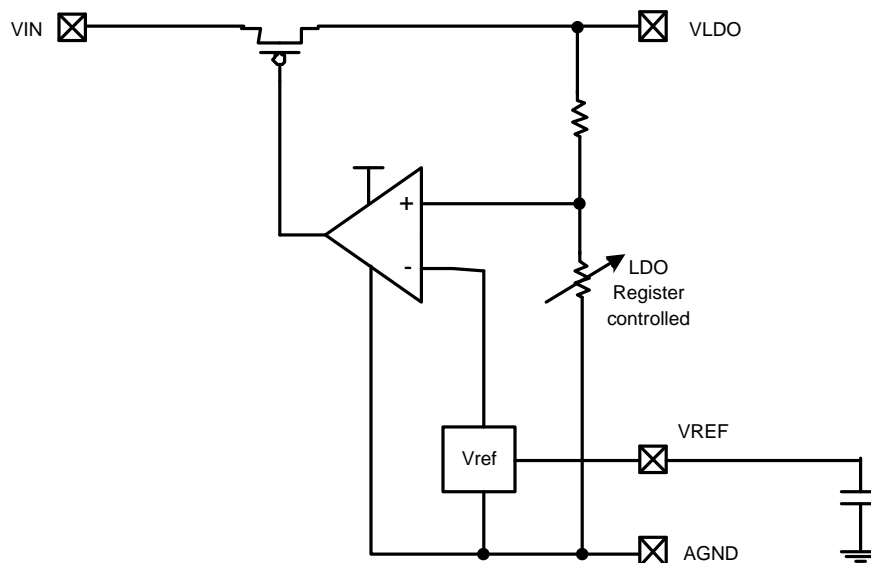 VIN
VLDO
+
-
LDO
Register
controlled
VREF
Vref
AGND